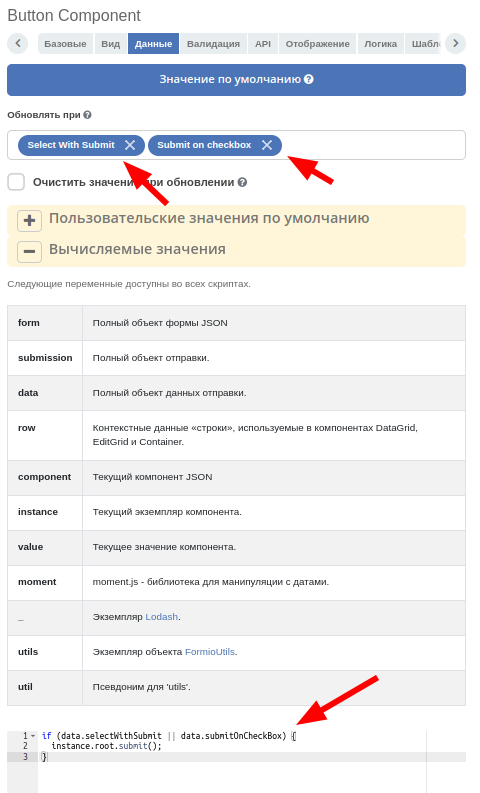 Button Component
Базовые Вид Данные Валидация API Отображение Логика
Значение по умолчанию
Обновлять при
Select With Submit Submit on checkbox
Очистить значение при обновлении
Пользовательские значения по умолчанию
Вычисляемые значения
Следующие переменные доступны во всех скриптах.
form Полный объект формы JSON
submission Полный объект отправки.
data Полный объект данных отправки.
row Контекстные данные «строки», используемые в компонентах DataGrid,
EditGrid и Container.
component Текущий компонент JSON
instance Текущий экземпляр компонента.
value Текущее значение компонента.
moment moment.js - библиотека для манипуляции с датами.
_ Экземпляр Lodash.
utils Экземпляр объекта FormioUtils.
util Псевдоним для 'utils'.
1 if (data.selectWithSubmit || data.submitOnCheckBox) {
2 instance.root.submit();
3 }